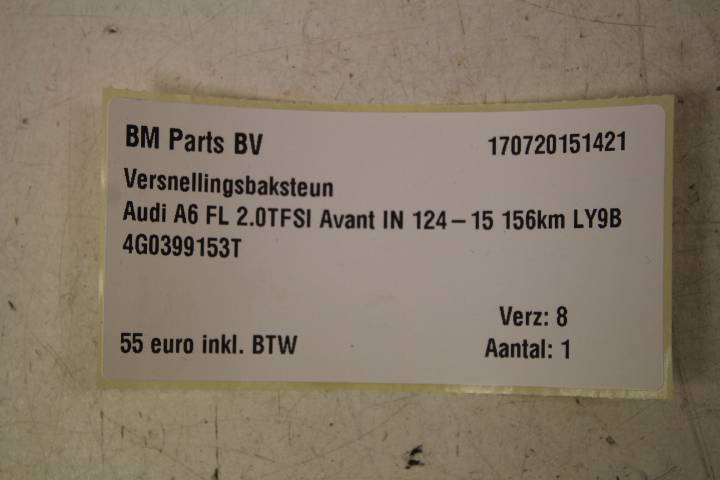 BM Parts BV 170720151421
Versnellingsbaksteun
Audi A6 FL 2.0TFSI Avant IN 124-15 156km LY9B
4G0399153T
Verz: 8
55 euro inkl. BTW Aantal: 1